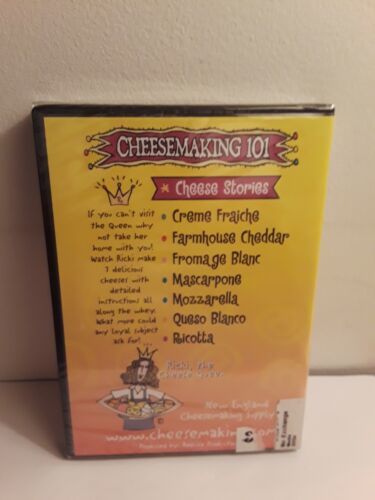 CHEESEMAKING 101
Cheese Stories
If you can't visit
the Queen why
not take her
home with you!
Watch Ricki make
7 delicious
cheeses with
detailed
instructions all
along the whey.
What more could
any loyal subject
ask for!...
Creme Fraiche
Farmhouse Cheddar
Fromage Blanc
Mascarpone
Mozzarella
Queso Blanco
Ricotta
Ricki, the
Cheese Queen
New England
Cheesemaking Supply
www.cheesemaking.com
Produced by: